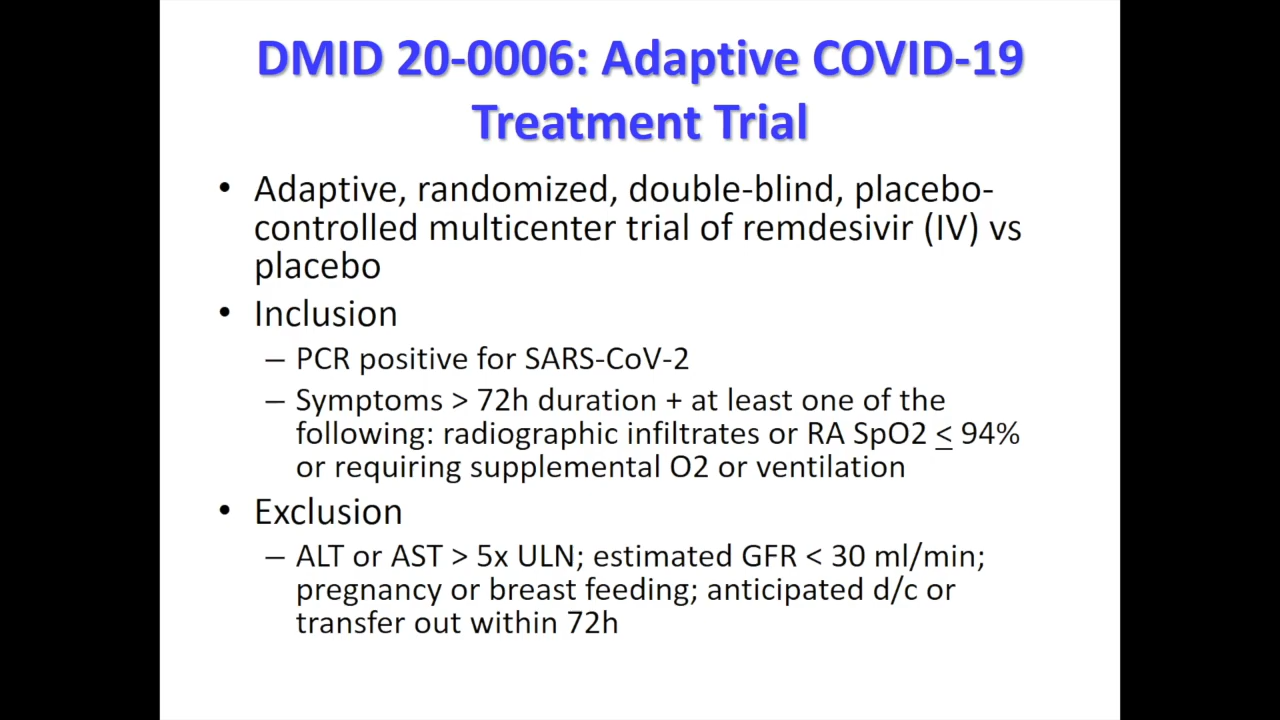 DMID 20-0006: Adaptive COVID-19
Treatment Trial
• Adaptive, randomized, double-blind, placebo-
controlled multicenter trial of remdesivir (IV) vs
placebo
• Inclusion
– PCR positive for SARS-CoV-2
– Symptoms > 72h duration + at least one of the
following: radiographic infiltrates or RA SpO2 < 94%
or requiring supplemental O2 or ventilation
• Exclusion
– ALT or AST > 5x ULN; estimated GFR < 30 ml/min;
pregnancy or breast feeding; anticipated d/c or
transfer out within 72h